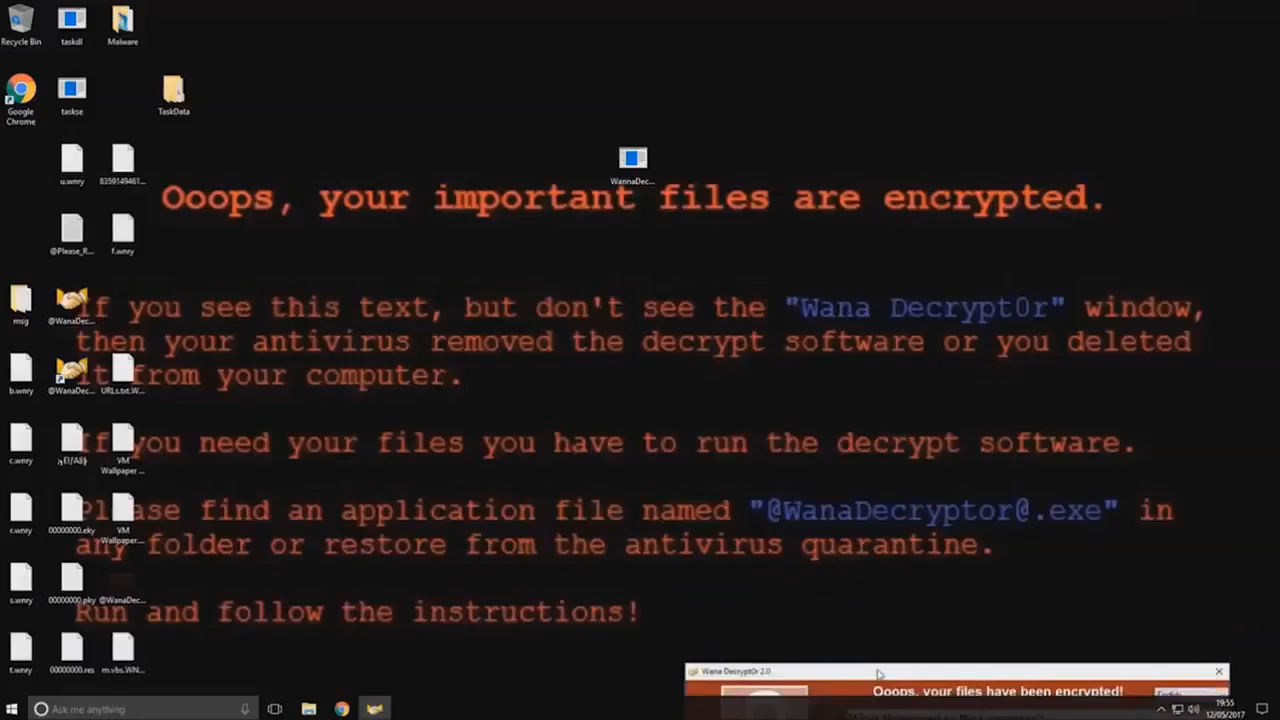 Recycle Bin
taskdl
Malware
Google
Chrome
taskse
TaskData
u.wnry
8359149461...
WannaDec...
Ooops, your important files are encrypted.
@Please_R...
f.wnry
msg
@WanaDec...
If you see this text, but don't see the "Wana Decrypt0r" window,
then your antivirus removed the decrypt software or you deleted
it from your computer.
b.wnry
@WanaDec...
URLs.txt.W...
If you need your files you have to run the decrypt software.
c.wnry
VM
Wallpaper ...
Please find an application file named "@WanaDecryptor@.exe" in
any folder or restore from the antivirus quarantine.
r.wnry
00000000.eky
VM
Wallpaper...
s.wnry
00000000.pky
@WanaDec...
Run and follow the instructions!
t.wnry
00000000.res
m.vbs.WN...
Wana Decrypt0r 2.0
Ooops, your files have been encrypted!
English
Ask me anything
19:55
12/05/2017